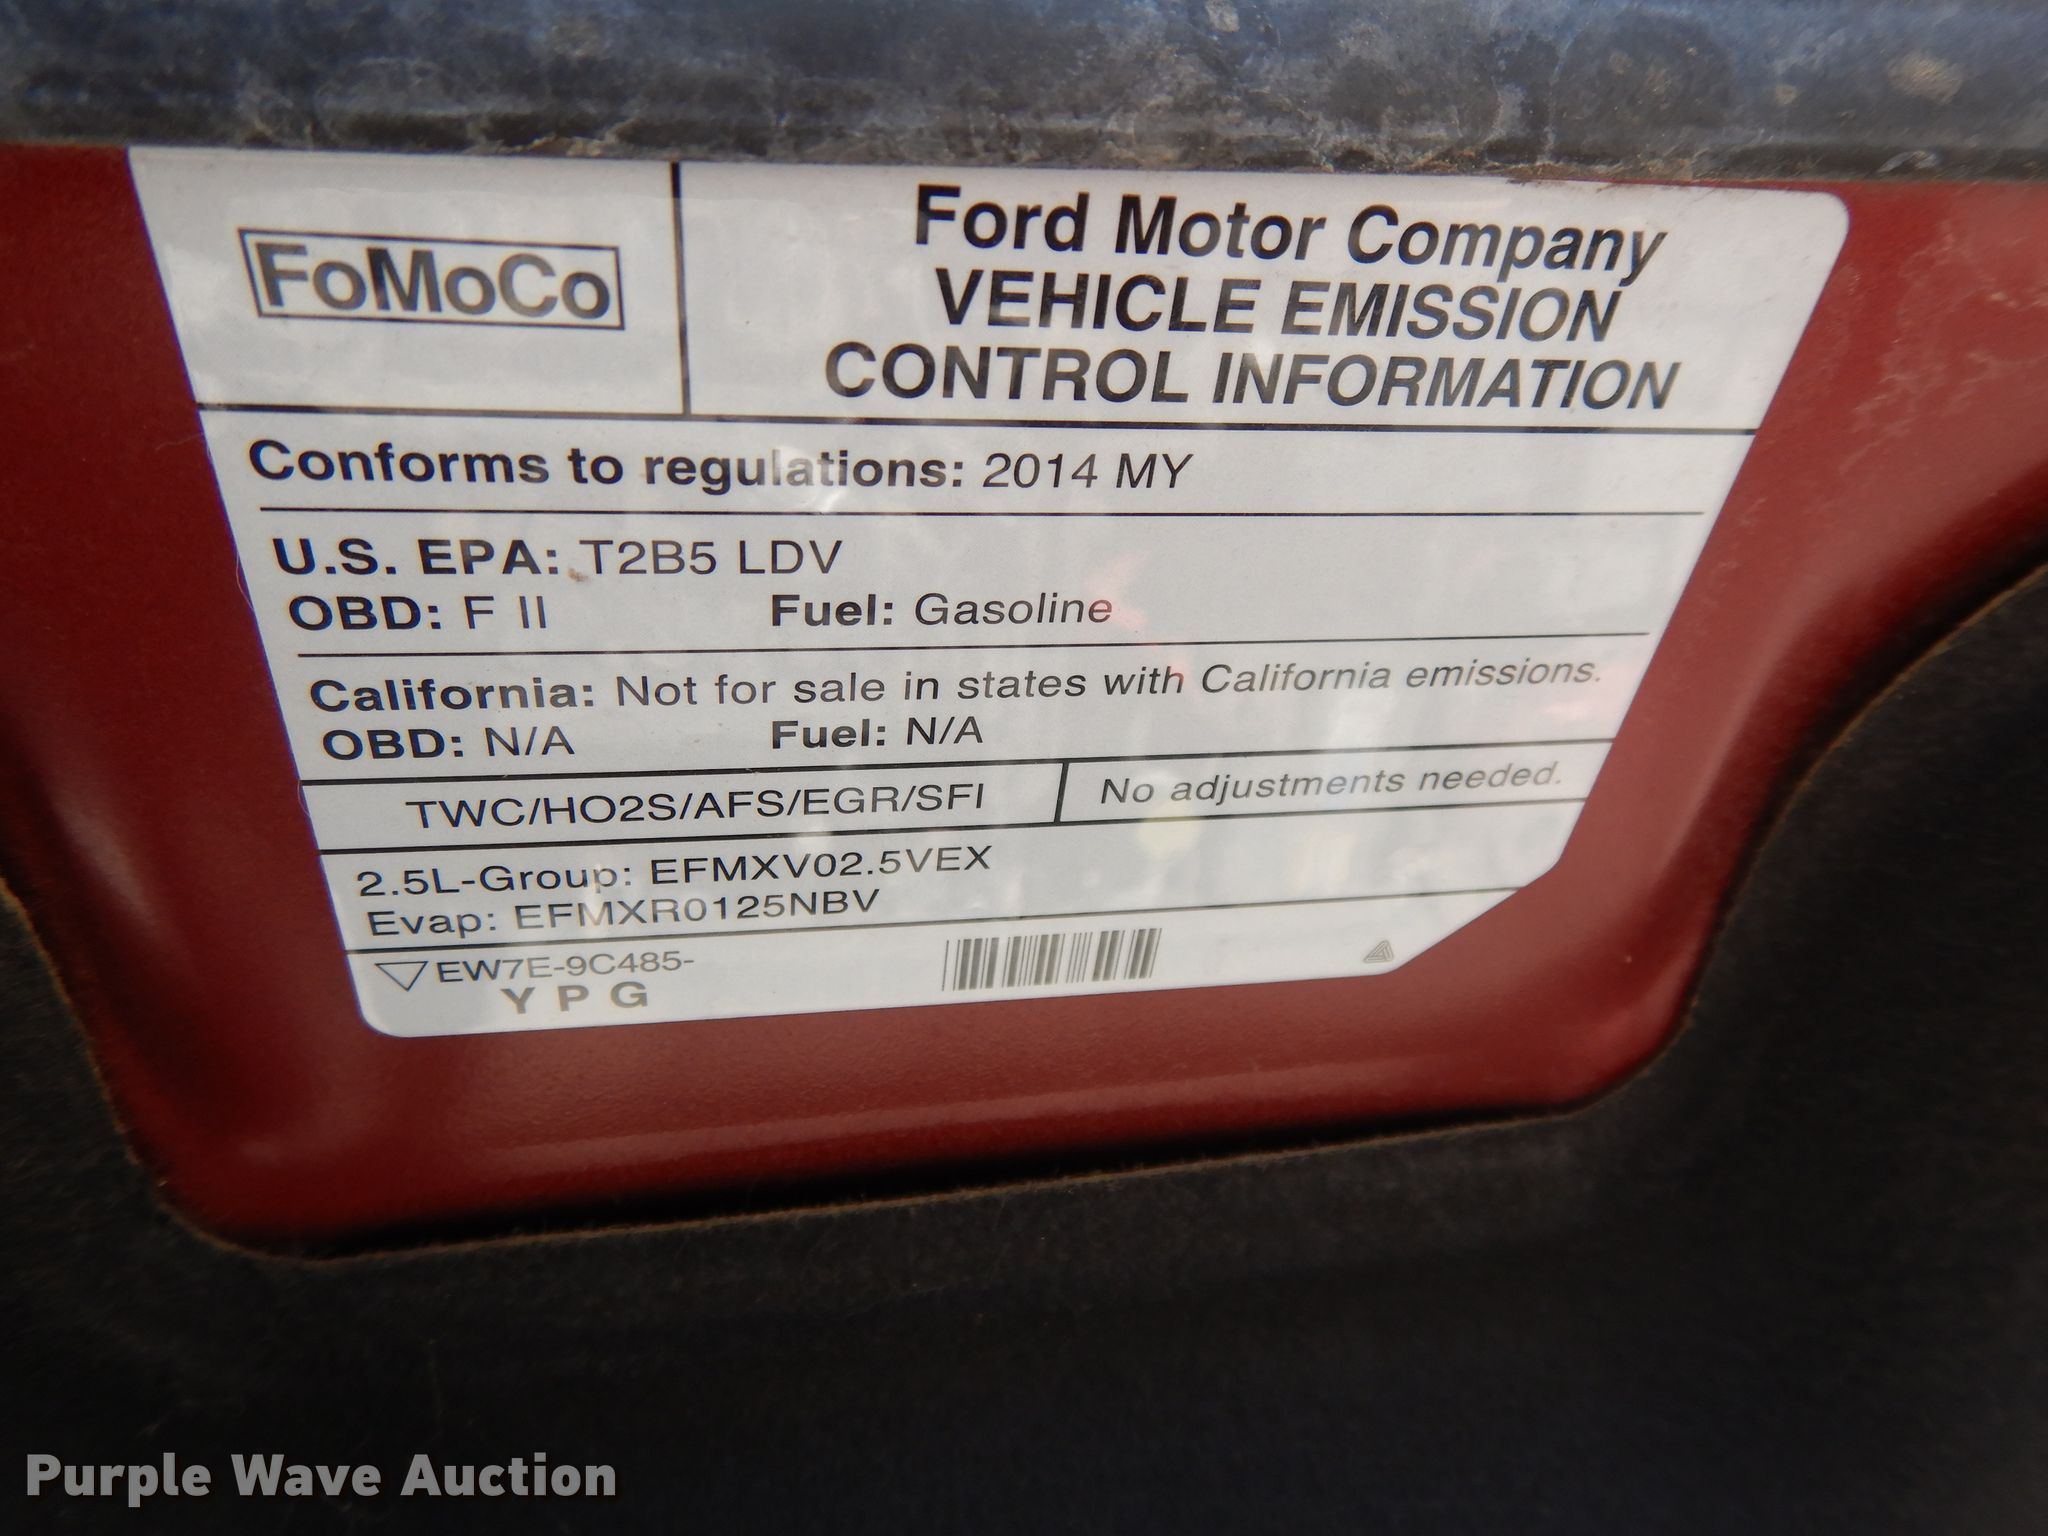 FoMoCo
Ford Motor Company
VEHICLE EMISSION
CONTROL INFORMATION
Conforms to regulations: 2014 MY
U.S. EPA: T2B5 LDV
OBD: F II Fuel: Gasoline
California: Not for sale in states with California emissions.
OBD: N/A Fuel: N/A
TWC/HO2S/AFS/EGR/SFI No adjustments needed.
2.5L-Group: EFMXV02.5VEX
Evap: EFMXR0125NBV
EW7E-9C485-
Y P G
Purple Wave Auction